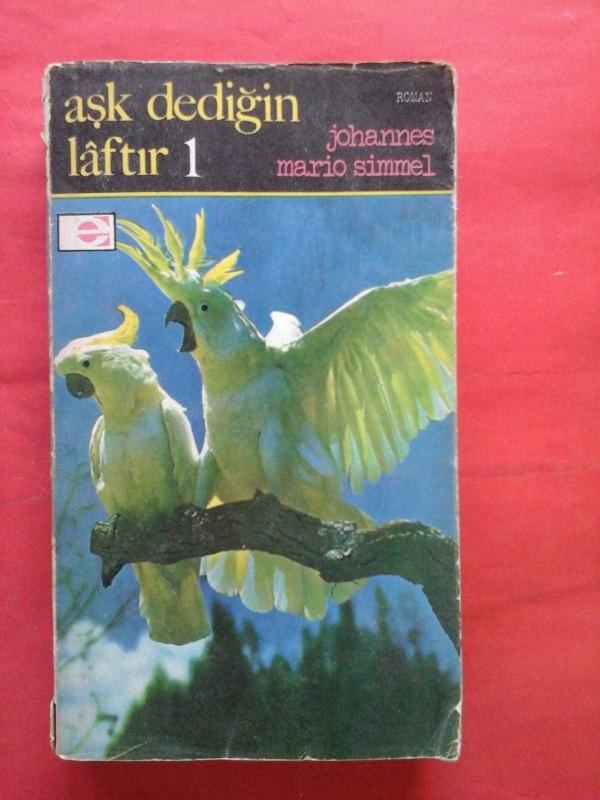 aşk dediğin
lâftır 1
ROMAN
johannes
mario simmel
e